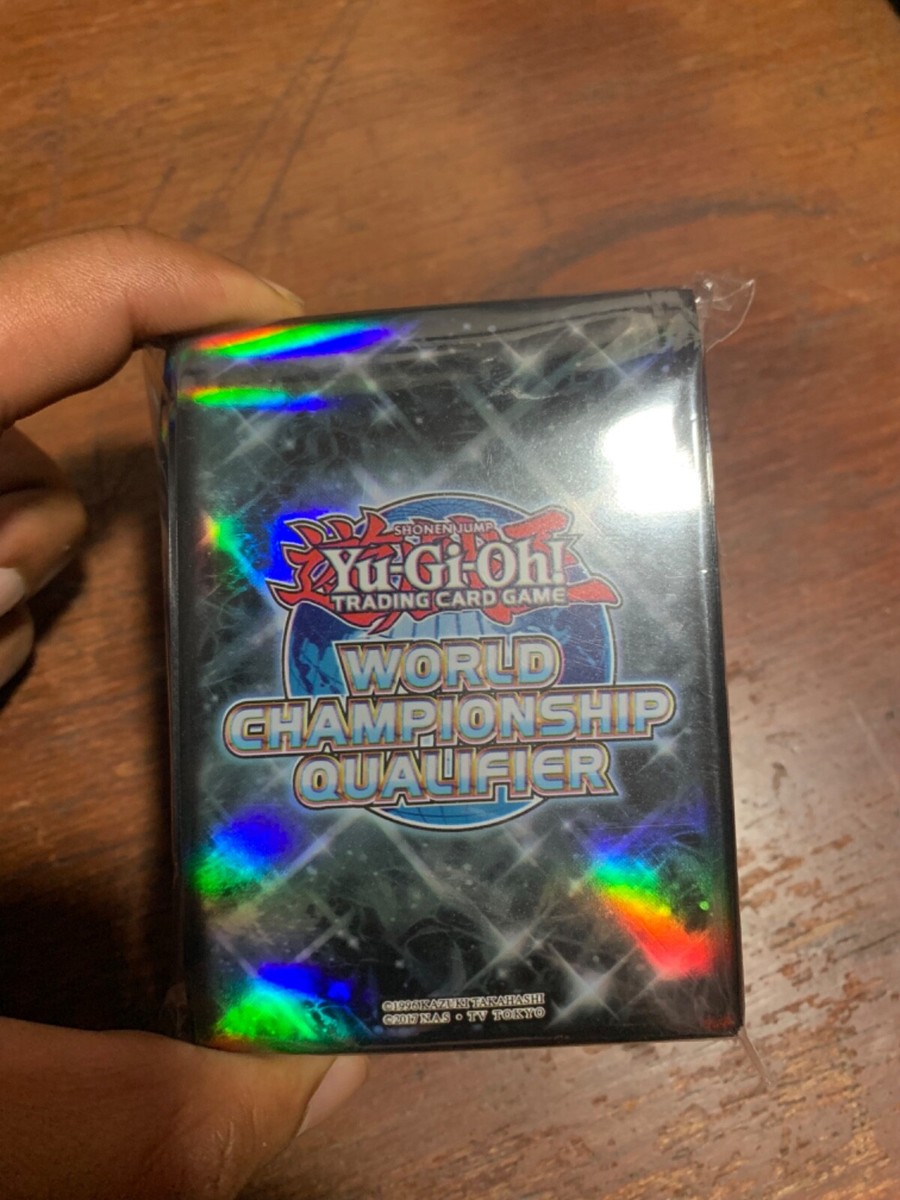 SHONEN JUMP
Yu-Gi-Oh!
TRADING CARD GAME
WORLD
CHAMPIONSHIP
QUALIFIER
©1996 KAZUKI TAKAHASHI
©2017 NAS • TV TOKYO